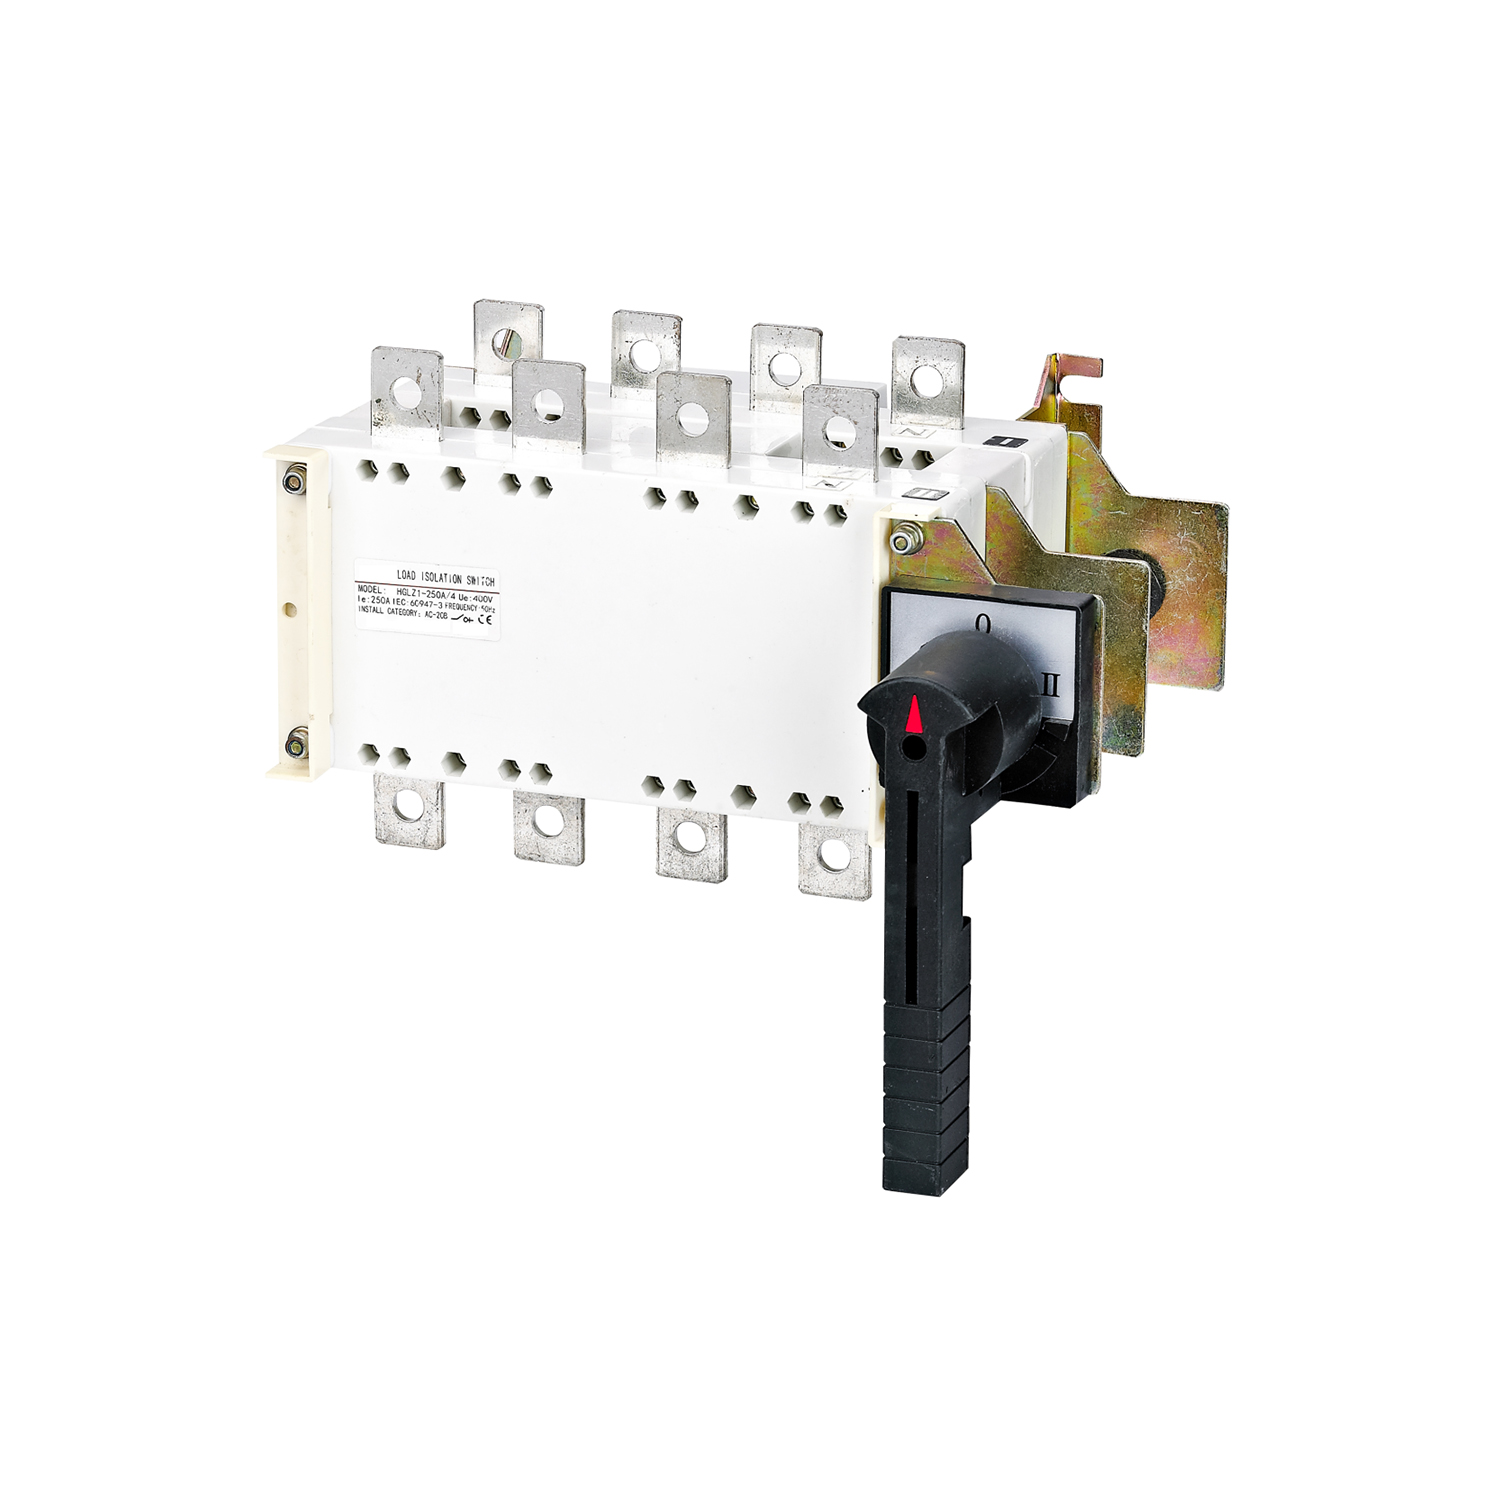 I
II
LOAD ISOLATION SWITCH
MODEL: HGLZ1-250A/4 Ue:400V
Ie:250A IEC:60947-3 FREQUENCY:50Hz
INSTALL CATEGORY: AC-20B CE
O
II